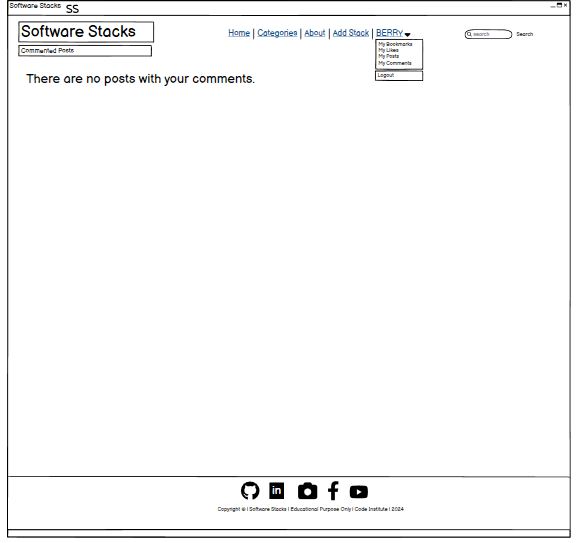 Software Stacks SS
Software Stacks
Commented Posts
Home | Categories | About | Add Stack | BERRY
search
Search
My Bookmarks
My Likes
My Posts
My Comments
Logout
There are no posts with your comments.
in
Copyright © | Software Stacks | Educational Purpose Only | Code Institute | 2024